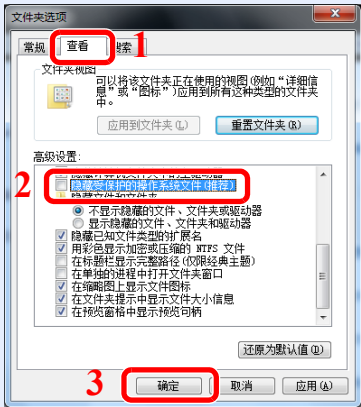 文件夹选项
常规
查看
1
搜索
文件夹视图
可以将该文件夹正在使用的视图(例如“详细信
息”或“图标”)应用到所有这种类型的文件夹
中。
应用到文件夹(L)
重置文件夹(R)
高级设置:
2
隐藏受保护的操作系统文件(推荐)
隐藏文件和文件夹
不显示隐藏的文件、文件夹或驱动器
显示隐藏的文件、文件夹和驱动器
隐藏已知文件类型的扩展名
用彩色显示加密或压缩的 NTFS 文件
在标题栏显示完整路径(仅限经典主题)
在单独的进程中打开文件夹窗口
在缩略图上显示文件图标
在文件夹提示中显示文件大小信息
在预览窗格中显示预览句柄
还原为默认值(D)
3
确定
取消
应用(A)